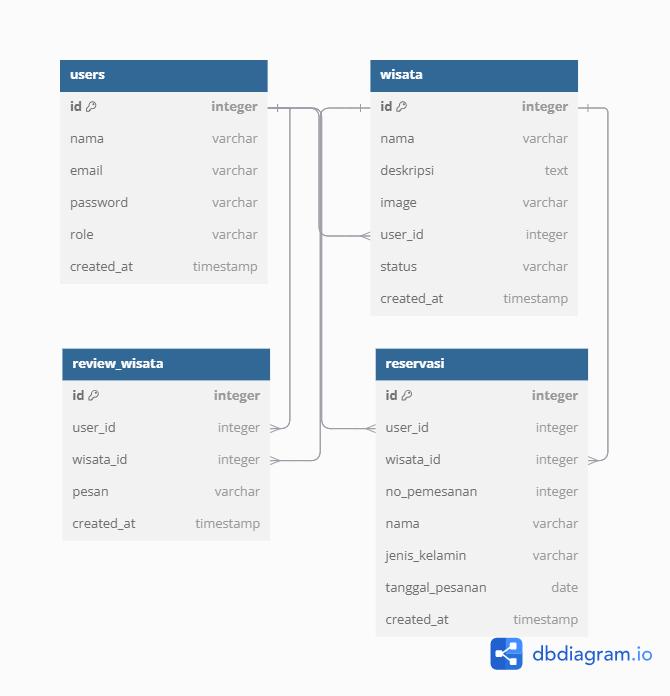 users
id integer
nama varchar
email varchar
password varchar
role varchar
created_at timestamp
wisata
id integer
nama varchar
deskripsi text
image varchar
user_id integer
status varchar
created_at timestamp
review_wisata
id integer
user_id integer
wisata_id integer
pesan varchar
created_at timestamp
reservasi
id integer
user_id integer
wisata_id integer
no_pemesanan integer
nama varchar
jenis_kelamin varchar
tanggal_pesanan date
created_at timestamp
dbdiagram.io